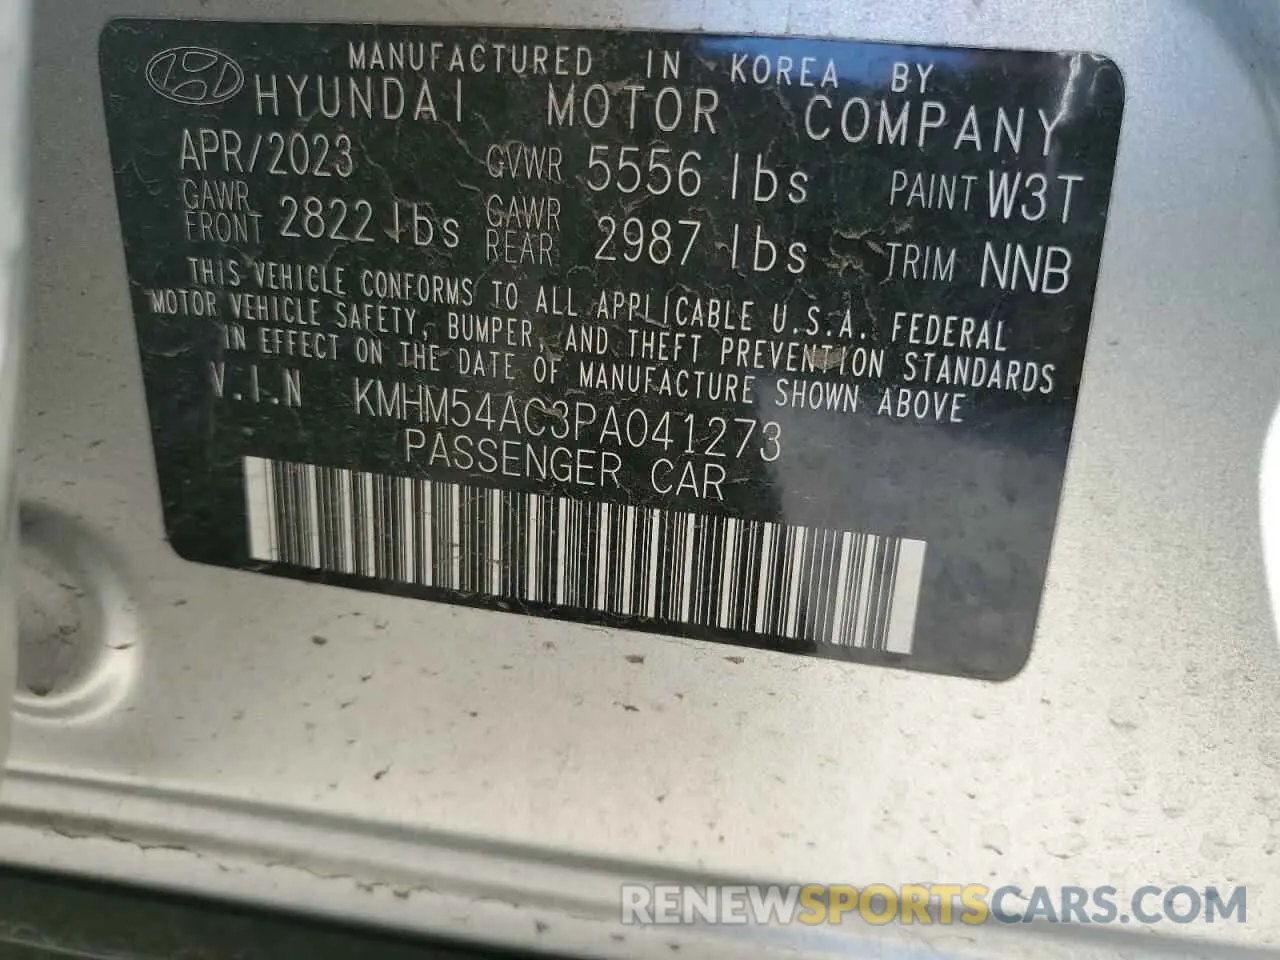 MANUFACTURED IN KOREA BY
HYUNDAI MOTOR COMPANY
APR/2023 GVWR 5556 lbs PAINT W3T
GAWR FRONT 2822 lbs GAWR REAR 2987 lbs TRIM NNB
THIS VEHICLE CONFORMS TO ALL APPLICABLE U.S.A. FEDERAL
MOTOR VEHICLE SAFETY, BUMPER, AND THEFT PREVENTION STANDARDS
IN EFFECT ON THE DATE OF MANUFACTURE SHOWN ABOVE
V.I.N KMHM54AC3PA041273
PASSENGER CAR
RENEWSPORTSCARS.COM